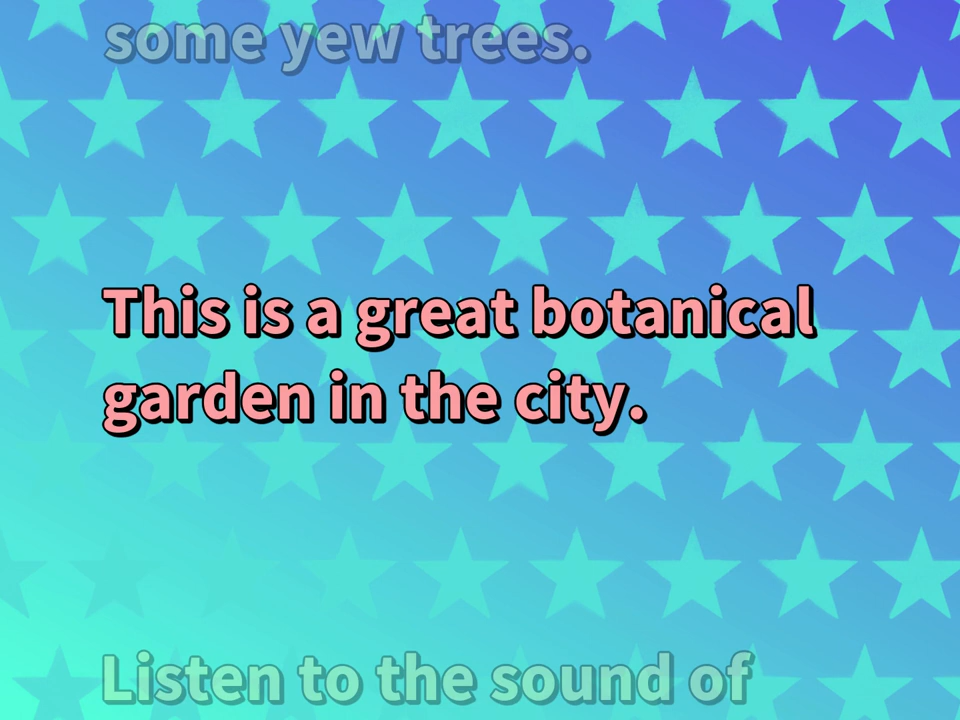 some yew trees.
This is a great botanical
garden in the city.
Listen to the sound of